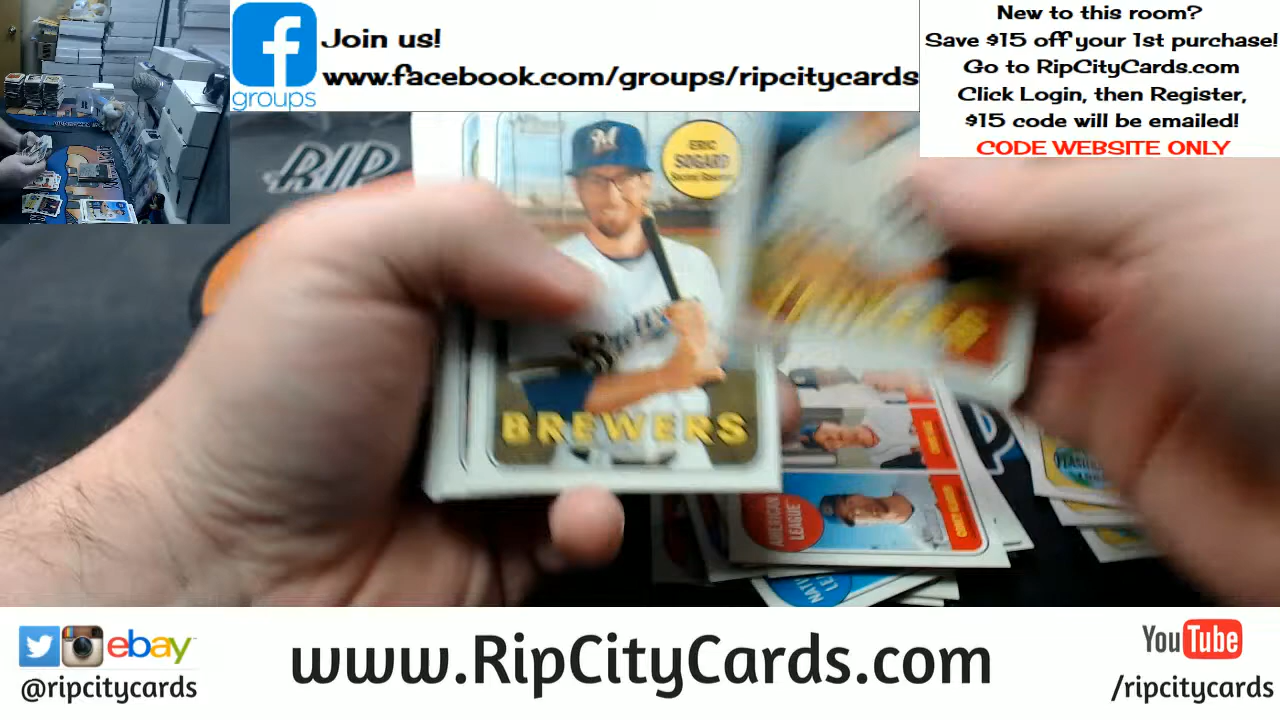 Join us!
www.facebook.com/groups/ripcitycards
groups
New to this room?
Save $15 off your 1st purchase!
Go to RipCityCards.com
Click Login, then Register,
$15 code will be emailed!
CODE WEBSITE ONLY
RIP
ERIC
SOGARD
BREWERS
AMERICAN
LEAGUE
ebay
@ripcitycards
www.RipCityCards.com
YouTube
/ripcitycards